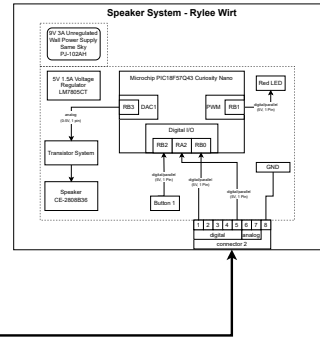 Speaker System - Rylee Wirt
9V 3A Unregulated
Wall Power Supply
Same Sky
PJ-102AH
5V 1.5A Voltage
Regulator
LM7805CT
Microchip PIC18F57Q43 Curiosity Nano
Red LED
RB3
DAC1
PWM
RB1
digital/parallel
(5V, 1 Pin)
analog
(0-5V, 1 pin)
Digital I/O
RB2
RA2
RB0
Transistor System
GND
digital/parallel
(5V, 1 Pin)
digital/parallel
(5V, 1 Pin)
digital/parallel
(5V, 1 Pin)
Speaker
CE-2808B36
Button 1
1 2 3 4 5 6 7 8
digital
analog
connector 2